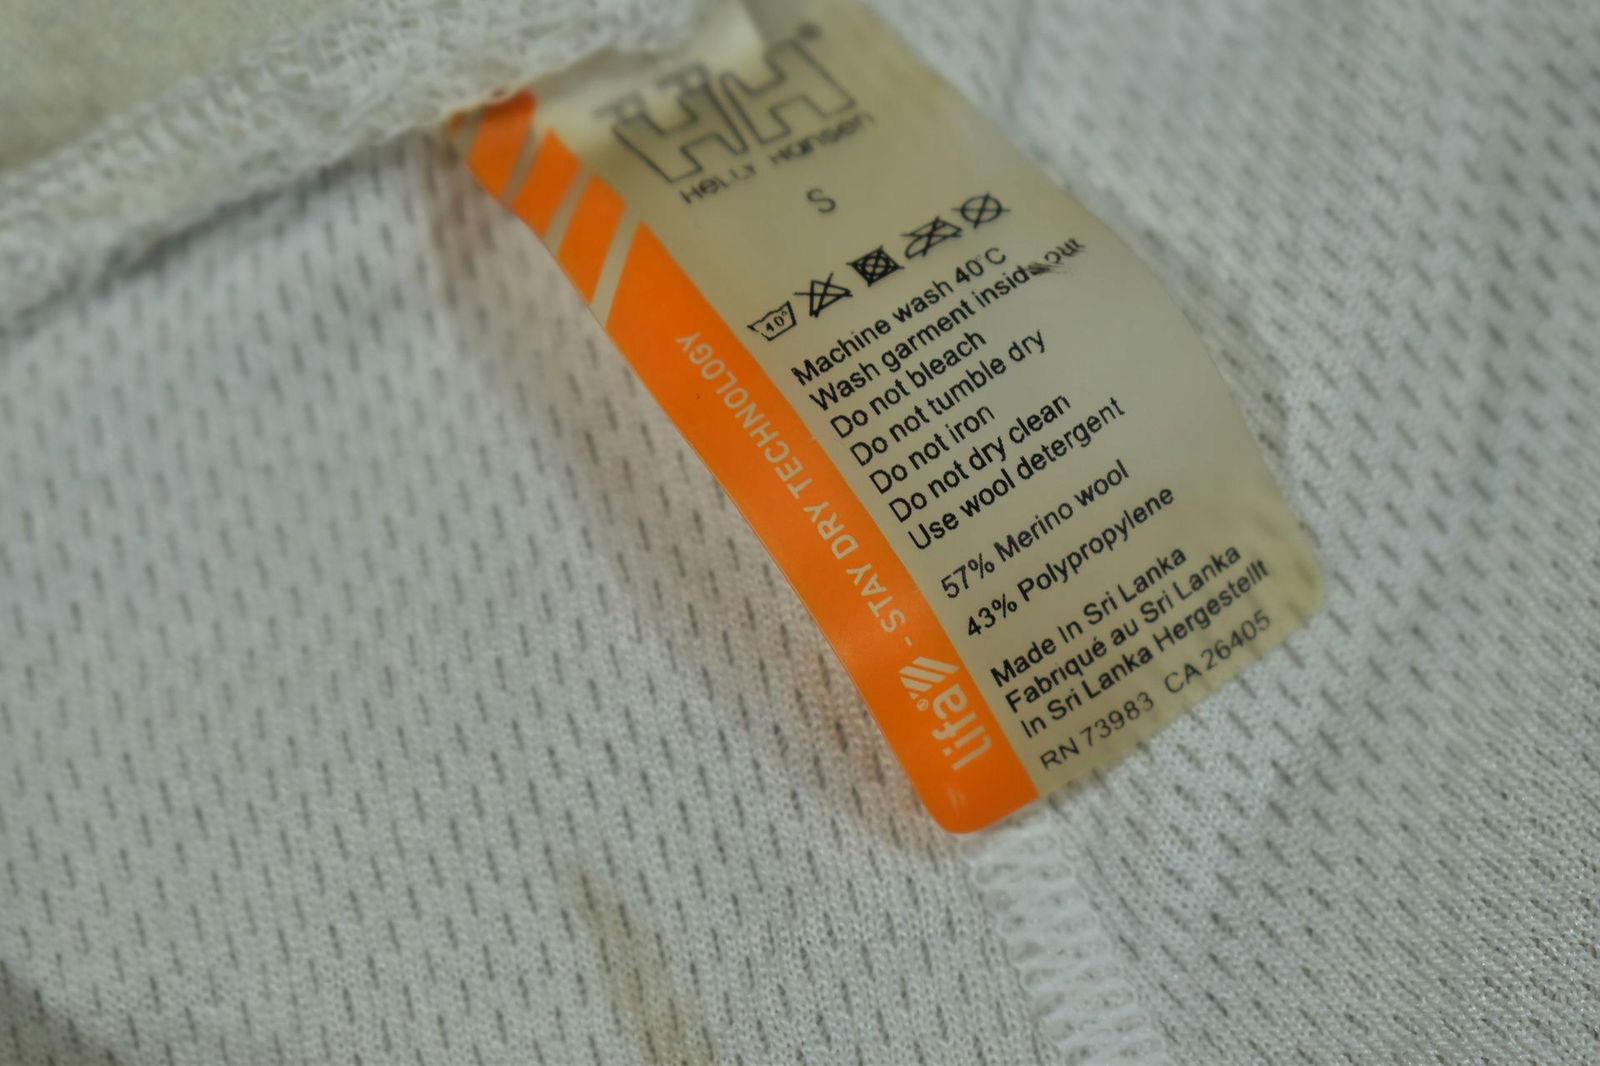 HH®
HELLY HANSEN
S
40°
Machine wash 40°C
Wash garment inside out
Do not bleach
Do not tumble dry
Do not iron
Do not dry clean
Use wool detergent
57% Merino wool
43% Polypropylene
Made In Sri Lanka
Fabriqué au Sri Lanka
In Sri Lanka Hergestellt
RN 73983 CA 26405
lifa® - STAY DRY TECHNOLOGY